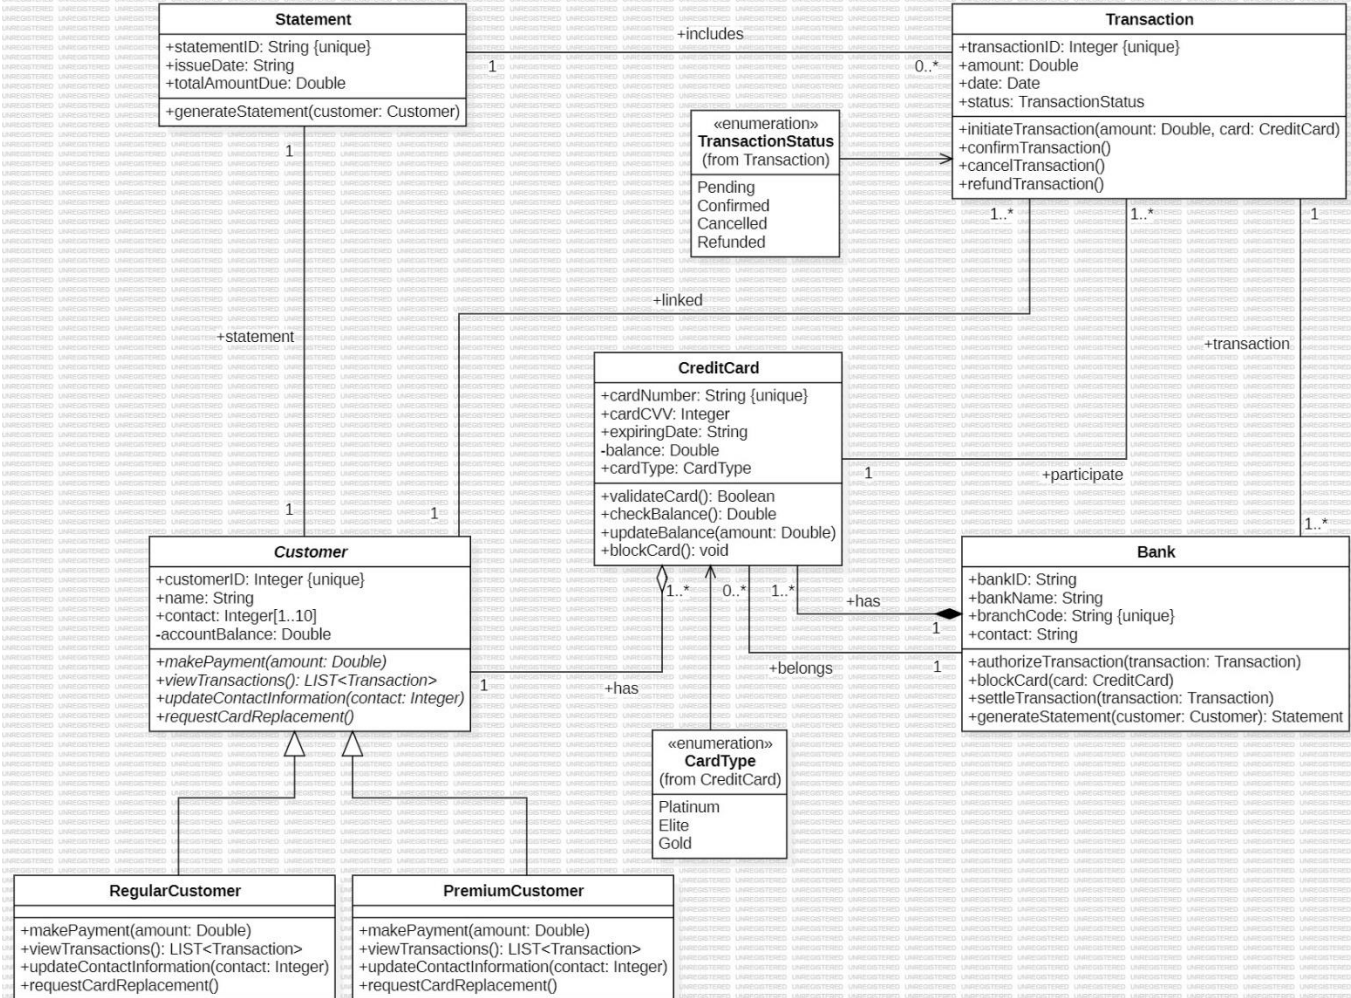 Statement
+statementID: String {unique}
+issueDate: String
+totalAmountDue: Double
+generateStatement(customer: Customer)
+includes
1
0..*
Transaction
+transactionID: Integer {unique}
+amount: Double
+date: Date
+status: TransactionStatus
+initiateTransaction(amount: Double, card: CreditCard)
+confirmTransaction()
+cancelTransaction()
+refundTransaction()
«enumeration»
TransactionStatus
(from Transaction)
Pending
Confirmed
Cancelled
Refunded
1
+statement
1
1..*
+linked
1
1..*
+participate
1
1
+transaction
1..*
CreditCard
+cardNumber: String {unique}
+cardCVV: Integer
+expiringDate: String
-balance: Double
+cardType: CardType
+validateCard(): Boolean
+checkBalance(): Double
+updateBalance(amount: Double)
+blockCard(): void
Customer
+customerID: Integer {unique}
+name: String
+contact: Integer[1..10]
-accountBalance: Double
+makePayment(amount: Double)
+viewTransactions(): LIST<Transaction>
+updateContactInformation(contact: Integer)
+requestCardReplacement()
1..*
+has
1
0..*
+belongs
1
1..*
+has
1
Bank
+bankID: String
+bankName: String
+branchCode: String {unique}
+contact: String
+authorizeTransaction(transaction: Transaction)
+blockCard(card: CreditCard)
+settleTransaction(transaction: Transaction)
+generateStatement(customer: Customer): Statement
«enumeration»
CardType
(from CreditCard)
Platinum
Elite
Gold
RegularCustomer
+makePayment(amount: Double)
+viewTransactions(): LIST<Transaction>
+updateContactInformation(contact: Integer)
+requestCardReplacement()
PremiumCustomer
+makePayment(amount: Double)
+viewTransactions(): LIST<Transaction>
+updateContactInformation(contact: Integer)
+requestCardReplacement()
UNREGISTERED